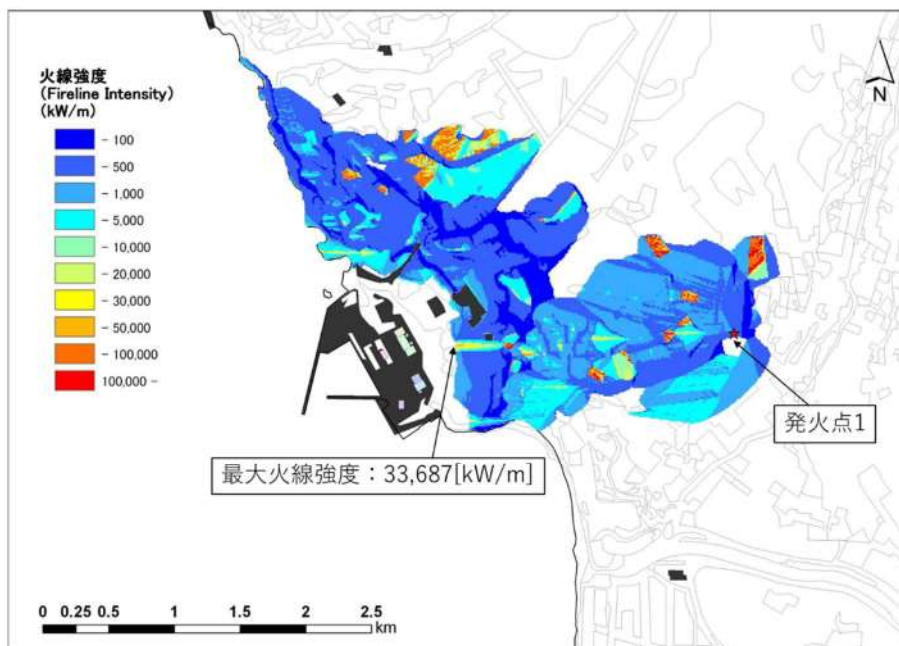 火線強度
(Fireline Intensity)
(kW/m)
- 100
- 500
- 1,000
- 5,000
- 10,000
- 20,000
- 30,000
- 50,000
- 100,000
100,000 -
N
発火点1
最大火線強度：33,687[kW/m]
0 0.25 0.5 1 1.5 2 2.5
km